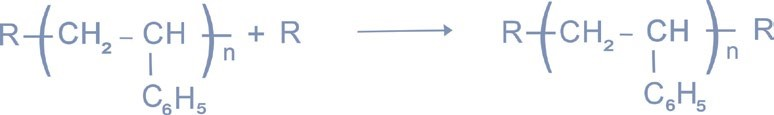 R–(CH₂ – CH)ₙ + R ⟶ R–(CH₂ – CH)ₙ R
C₆H₅ C₆H₅